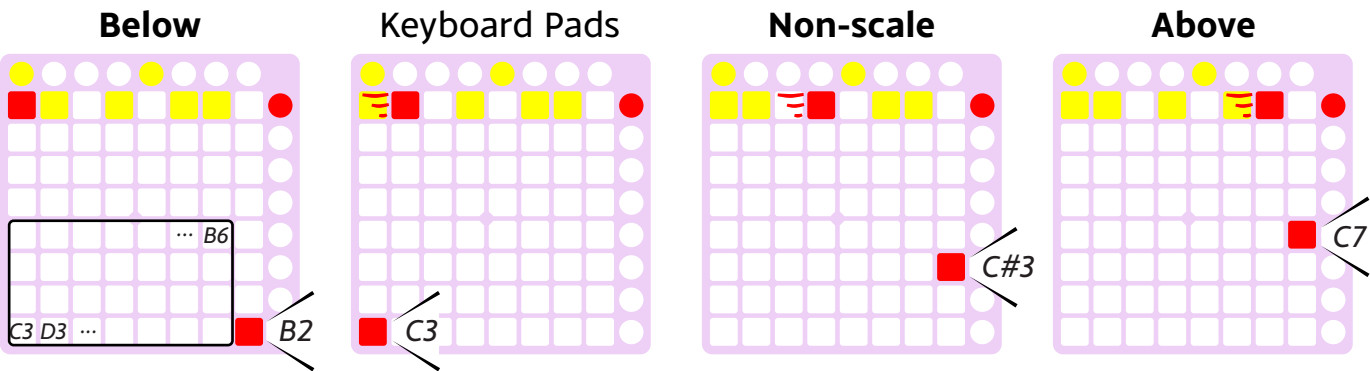 Below
Keyboard Pads
Non-scale
Above
... B6
C3 D3 ...
B2
C3
C#3
C7